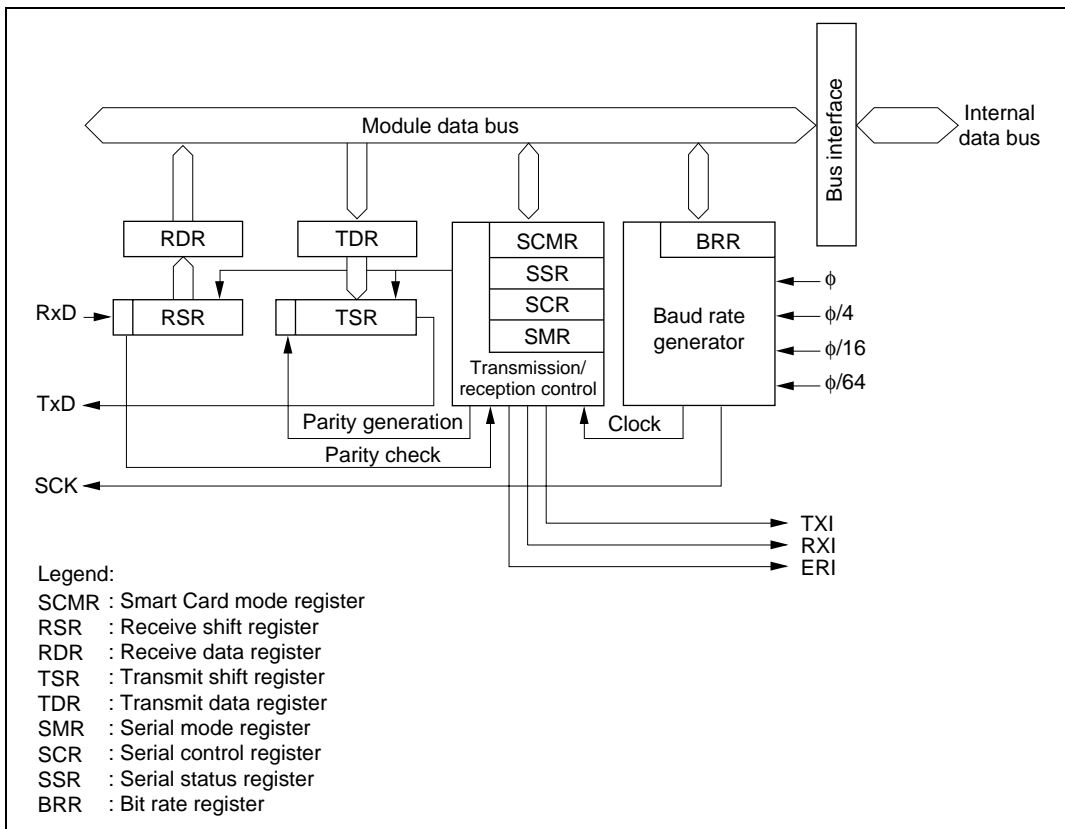 Module data bus
Bus interface
Internal
data bus
RDR
TDR
SCMR
SSR
SCR
SMR
Transmission/
reception control
BRR
Baud rate
generator
φ
φ/4
φ/16
φ/64
RxD
RSR
TSR
TxD
Parity generation
Parity check
Clock
SCK
TXI
RXI
ERI
Legend:
SCMR : Smart Card mode register
RSR : Receive shift register
RDR : Receive data register
TSR : Transmit shift register
TDR : Transmit data register
SMR : Serial mode register
SCR : Serial control register
SSR : Serial status register
BRR : Bit rate register